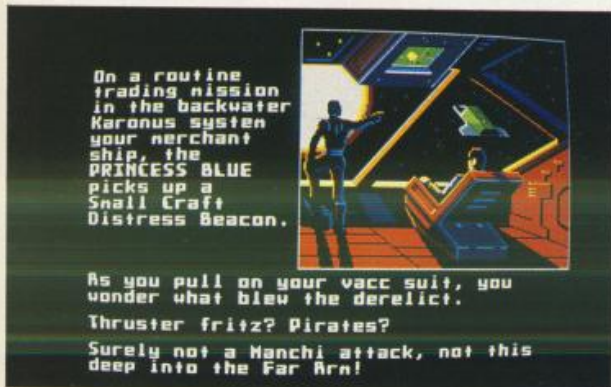 On a routine
trading mission
in the backwater
Karonus system
your merchant
ship, the
PRINCESS BLUE
picks up a
Small Craft
Distress Beacon.
As you pull on your vacc suit, you
wonder what blew the derelict.
Thruster fritz? Pirates?
Surely not a Manchi attack, not this
deep into the Far Arm!